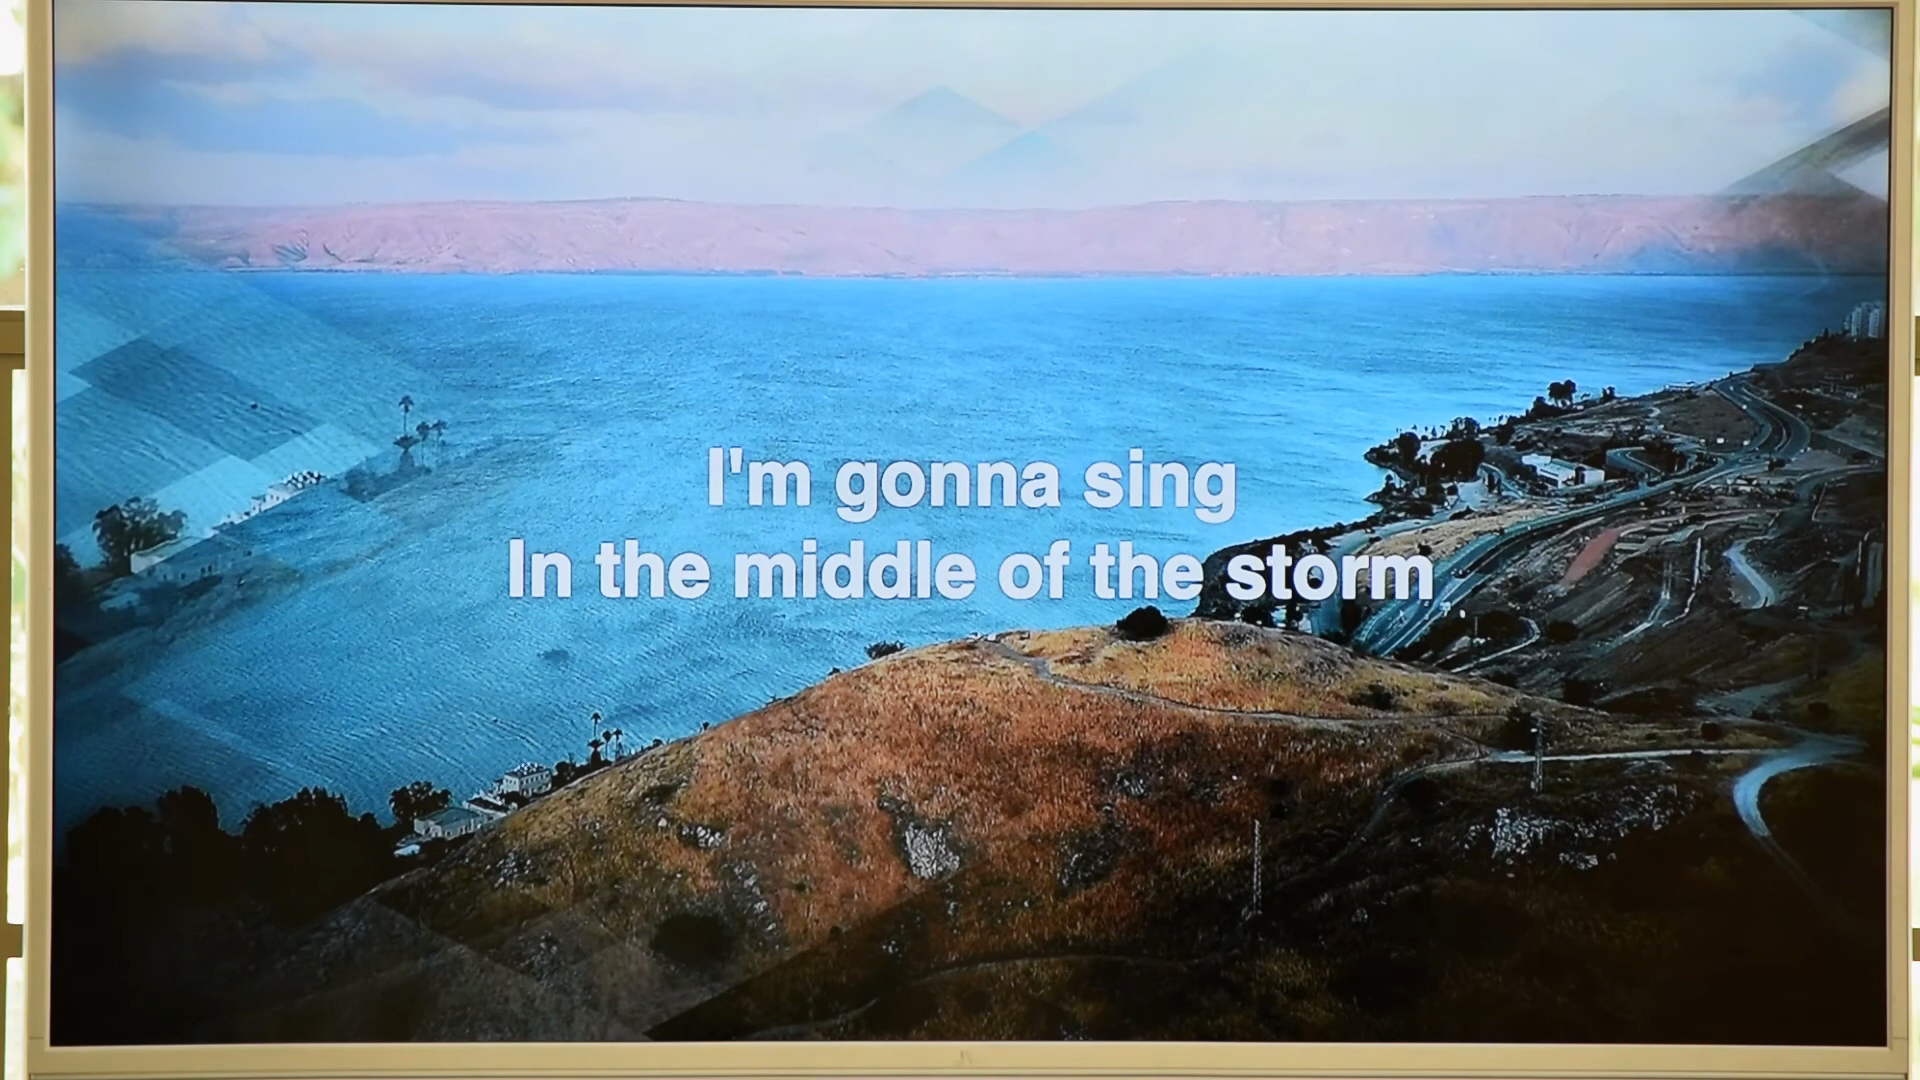 I'm gonna sing
In the middle of the storm